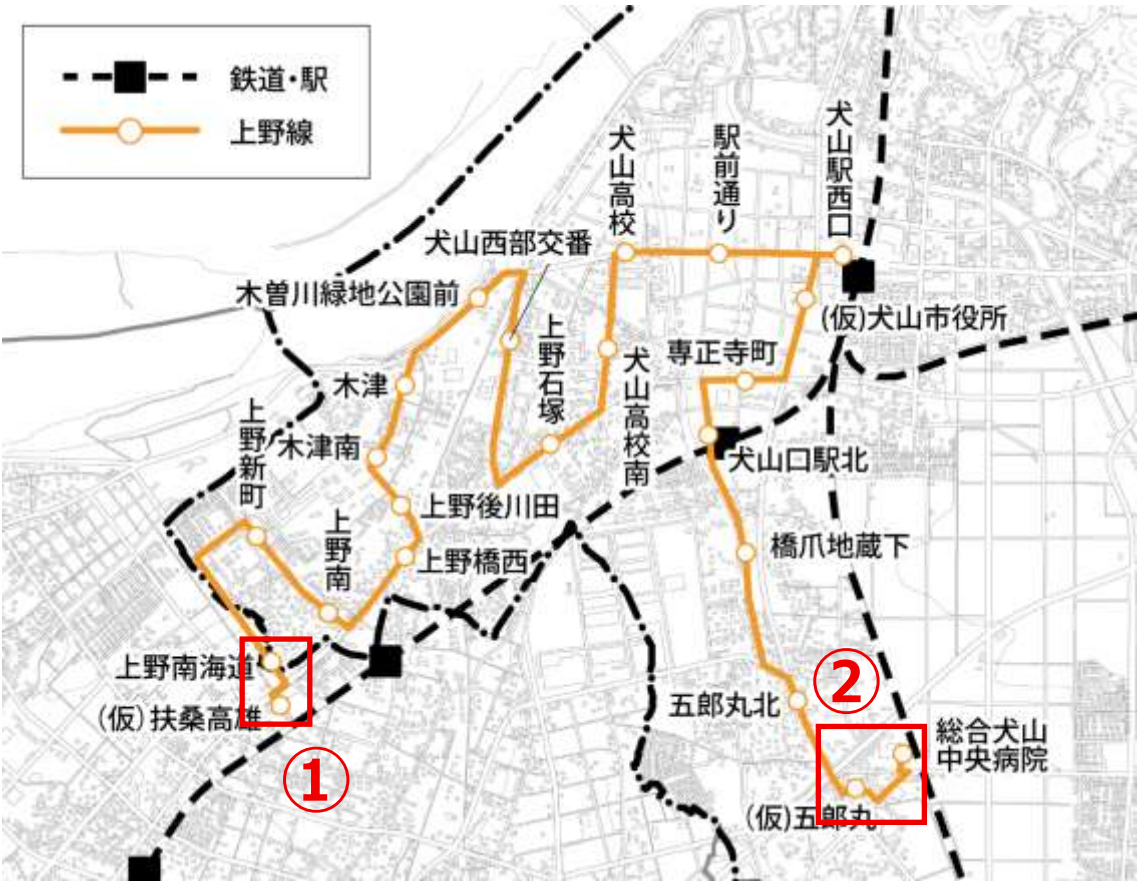 鉄道・駅
上野線
犬山駅西口
駅前通り
犬山高校
犬山西部交番
木曽川緑地公園前
(仮)犬山市役所
上野石塚
犬山高校南
専正寺町
木津
上野新町
木津南
犬山口駅北
上野後川田
上野南
上野橋西
橋爪地蔵下
上野南海道
(仮)扶桑高雄
①
五郎丸北
②
総合犬山
中央病院
(仮)五郎丸